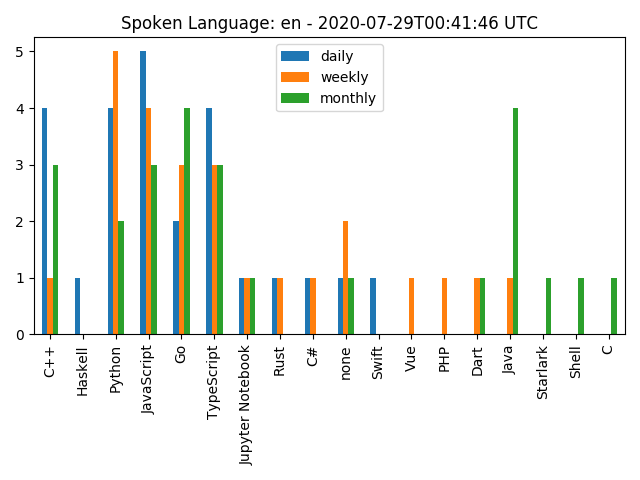 Spoken Language: en - 2020-07-29T00:41:46 UTC
daily
weekly
monthly
5
4
3
2
1
0
C++
Haskell
Python
JavaScript
Go
TypeScript
Jupyter Notebook
Rust
C#
none
Swift
Vue
PHP
Dart
Java
Starlark
Shell
C